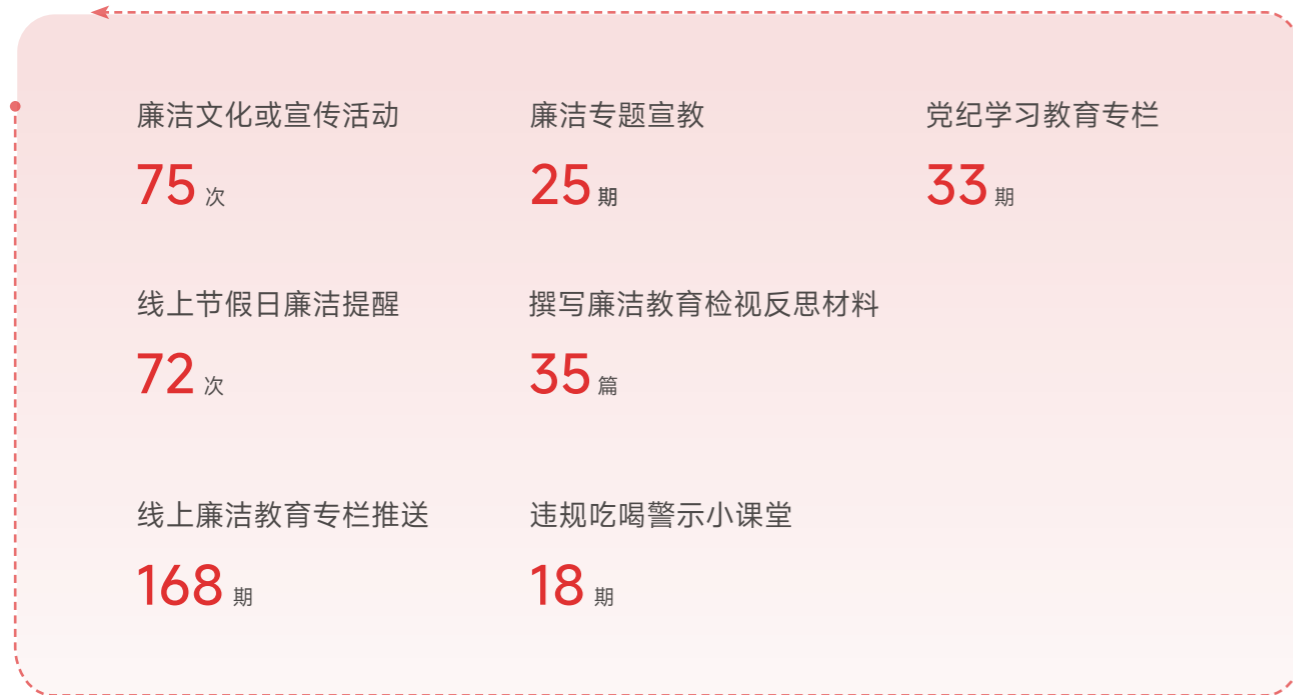 廉洁文化或宣传活动
75 次
廉洁专题宣教
25 期
党纪学习教育专栏
33 期
线上节假日廉洁提醒
72 次
撰写廉洁教育检视反思材料
35 篇
线上廉洁教育专栏推送
168 期
违规吃喝警示小课堂
18 期